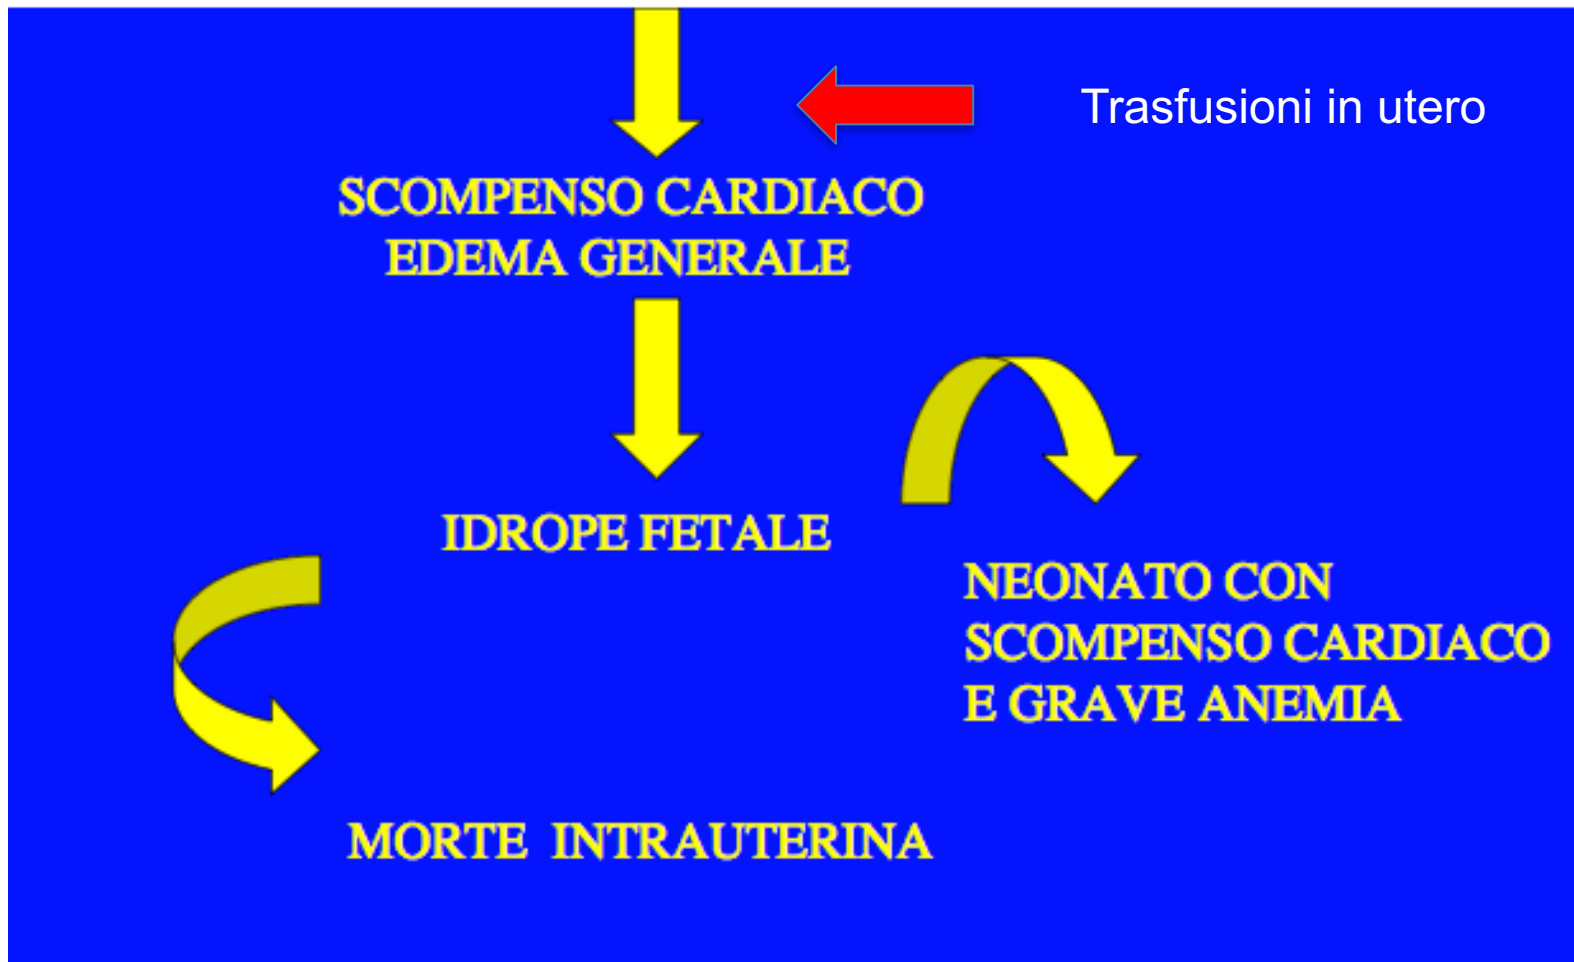 Trasfusioni in utero
SCOMPENSO CARDIACO
EDEMA GENERALE
IDROPE FETALE
NEONATO CON
SCOMPENSO CARDIACO
E GRAVE ANEMIA
MORTE INTRAUTERINA